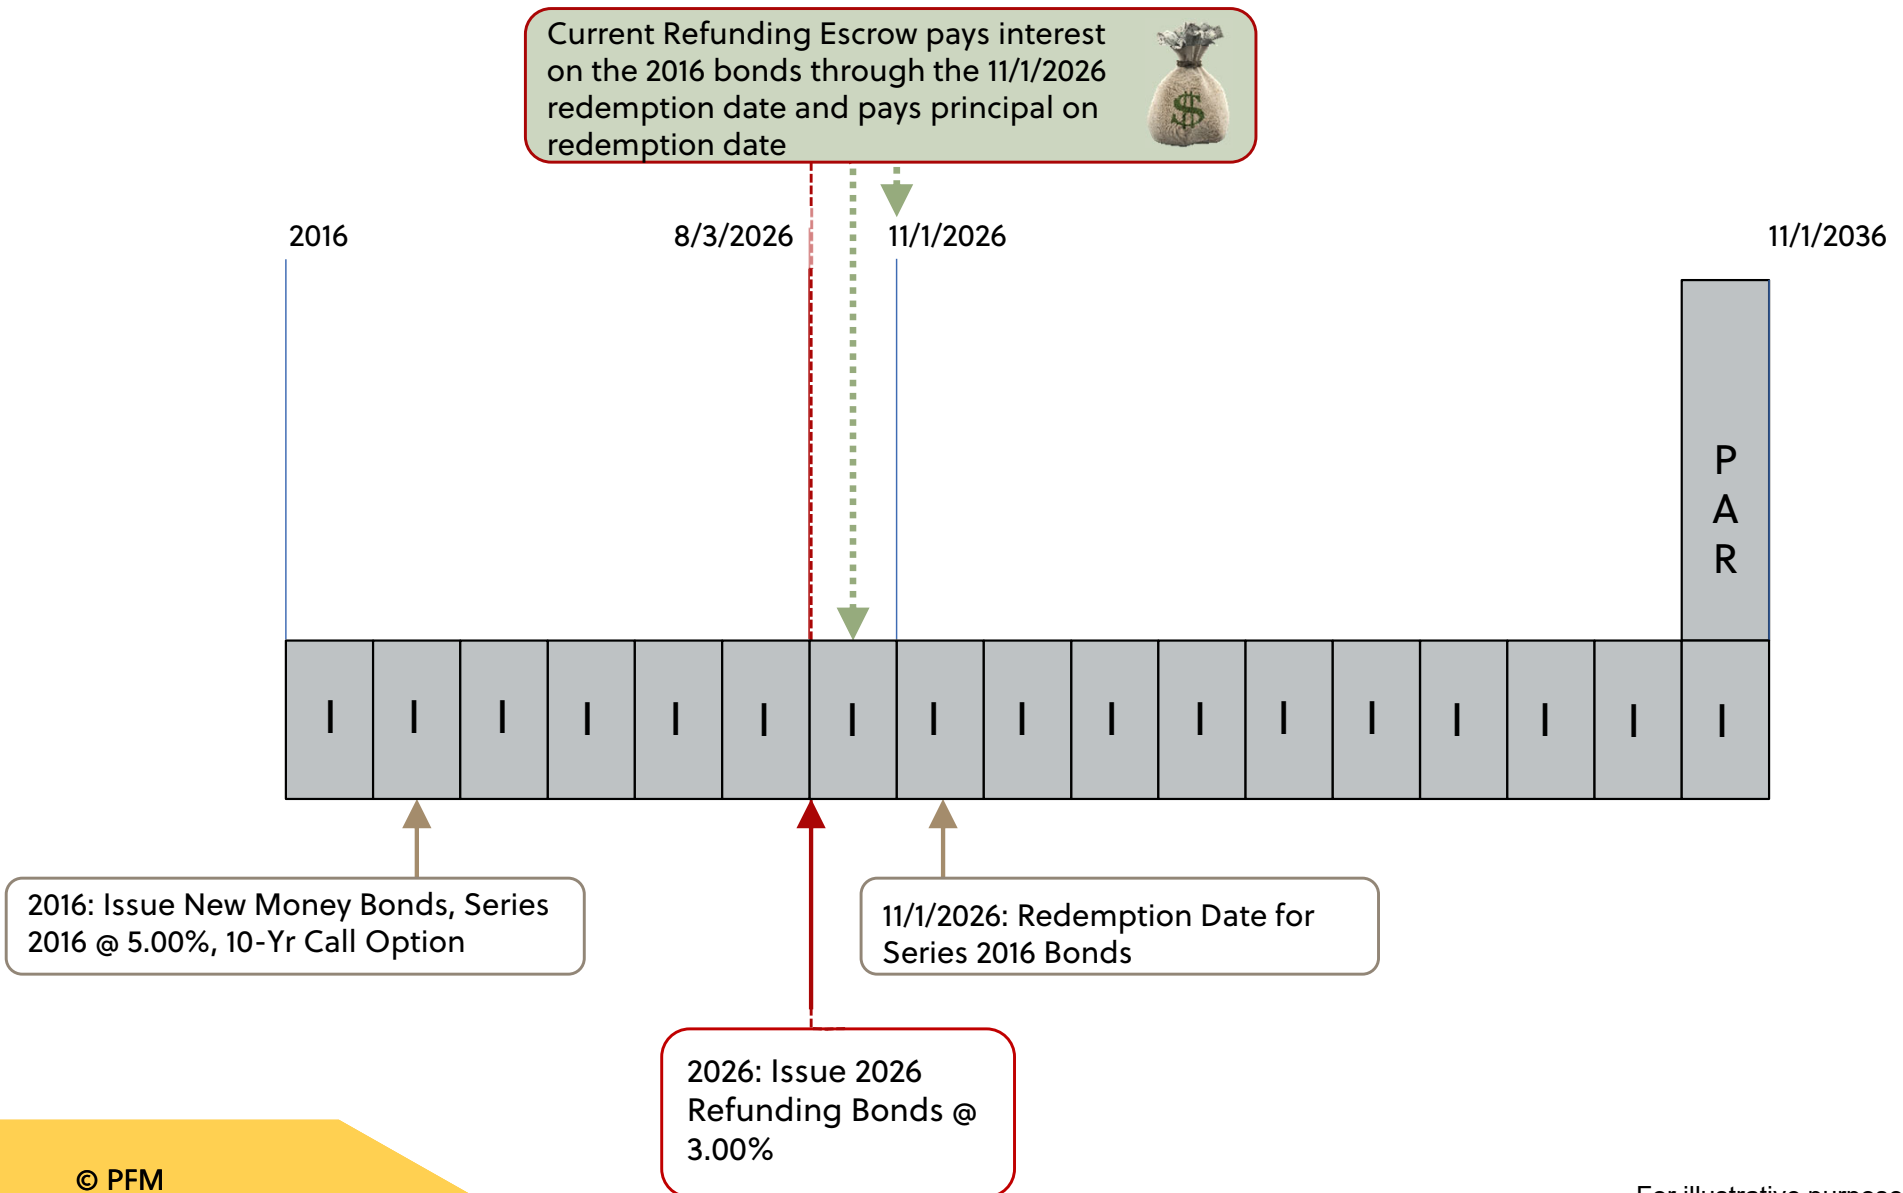 Current Refunding Escrow pays interest
on the 2016 bonds through the 11/1/2026
redemption date and pays principal on
redemption date
$
2016
8/3/2026
11/1/2026
11/1/2036
P
A
R
I I I I I I I I I I I I I I I I I
2016: Issue New Money Bonds, Series
2016 @ 5.00%, 10-Yr Call Option
11/1/2026: Redemption Date for
Series 2016 Bonds
2026: Issue 2026
Refunding Bonds @
3.00%
© PFM
For illustrative